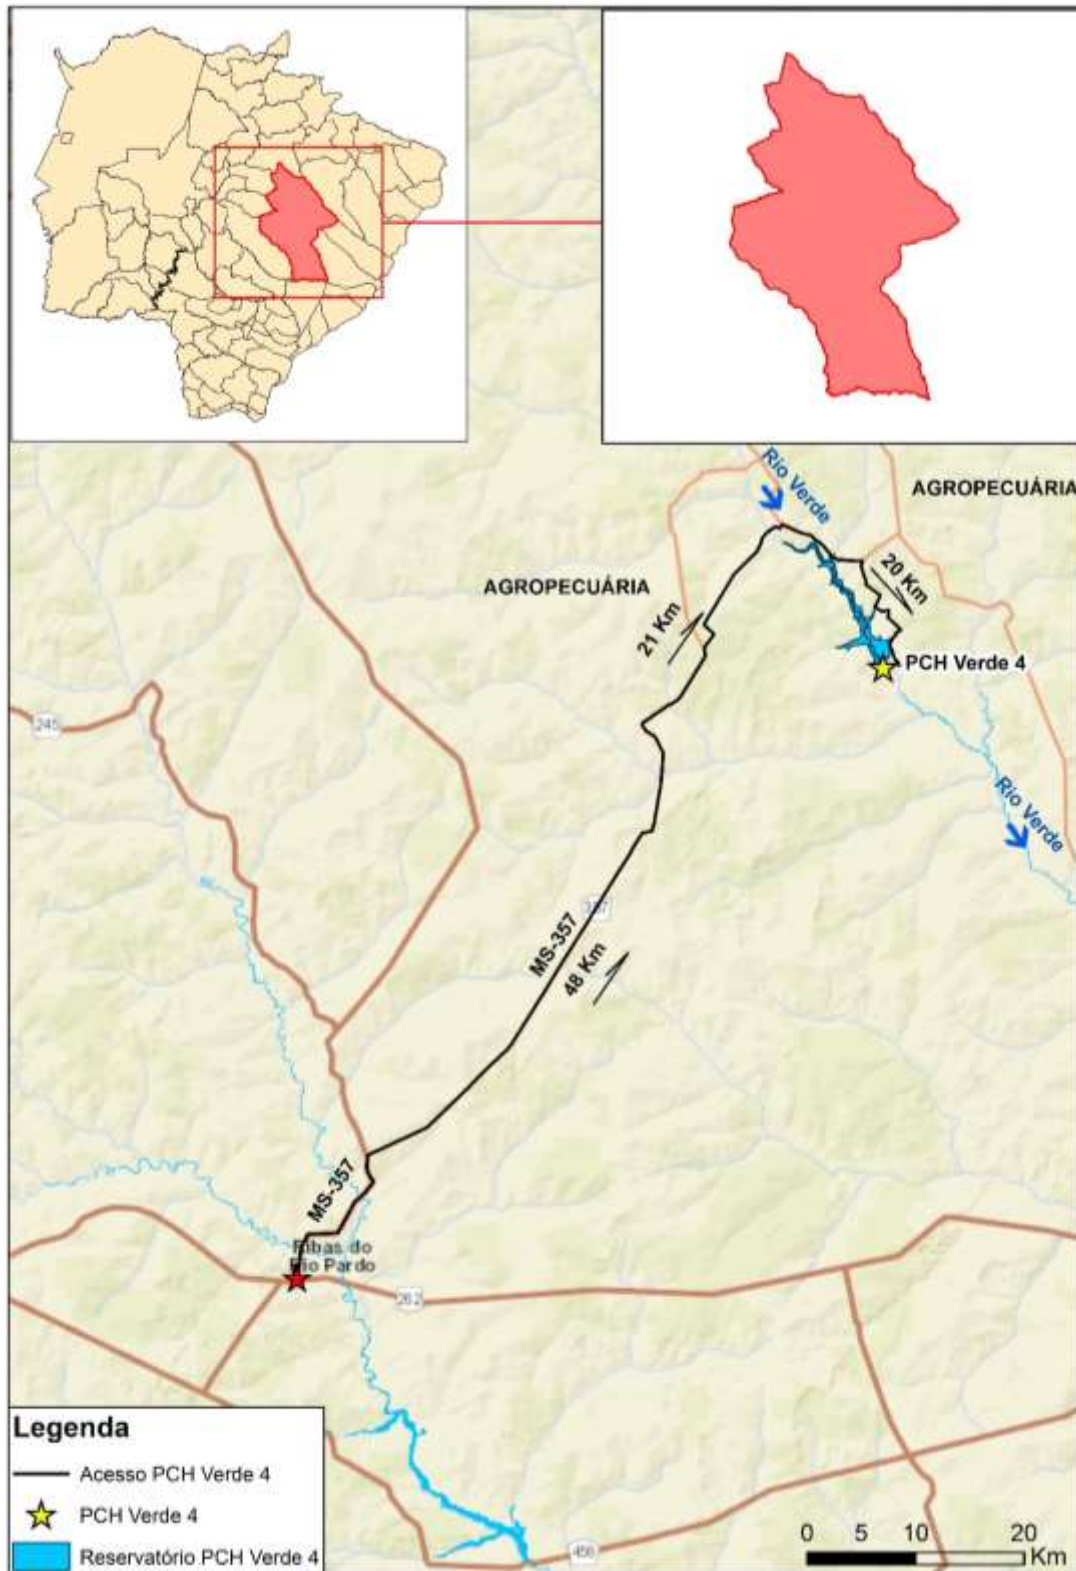 Rio Verde
AGROPECUÁRIA
AGROPECUÁRIA
20 Km
21 Km
PCH Verde 4
245
Rio Verde
MS-357
48 Km
MS-357
Ribas do
Rio Pardo
262
Legenda
Acesso PCH Verde 4
PCH Verde 4
Reservatório PCH Verde 4
456
0 5 10 20
Km